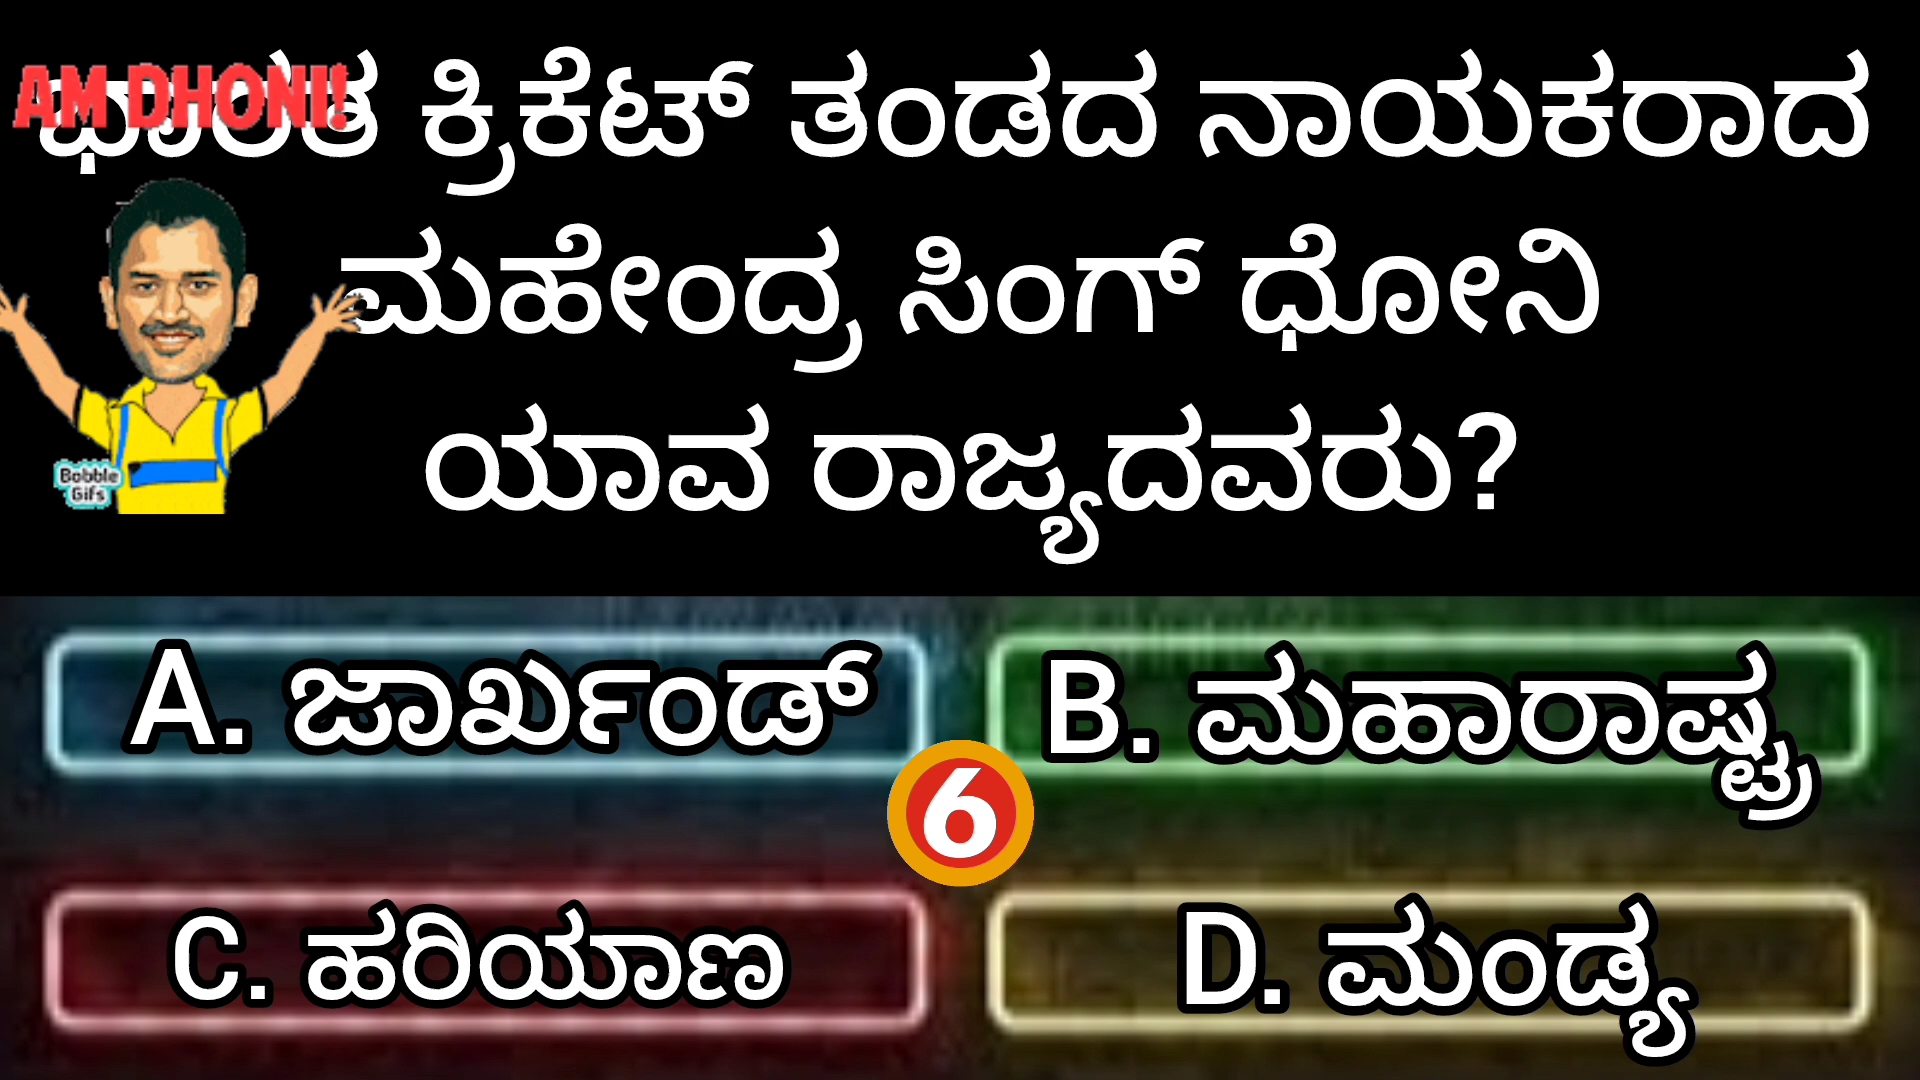 AM DHONI!
ಭಾರತ ಕ್ರಿಕೆಟ್ ತಂಡದ ನಾಯಕರಾದ
ಮಹೇಂದ್ರ ಸಿಂಗ್ ಧೋನಿ
ಯಾವ ರಾಜ್ಯದವರು?
Bobble
Gifs
A. ಜಾರ್ಖಂಡ್
B. ಮಹಾರಾಷ್ಟ್ರ
6
C. ಹರಿಯಾಣ
D. ಮಂಡ್ಯ